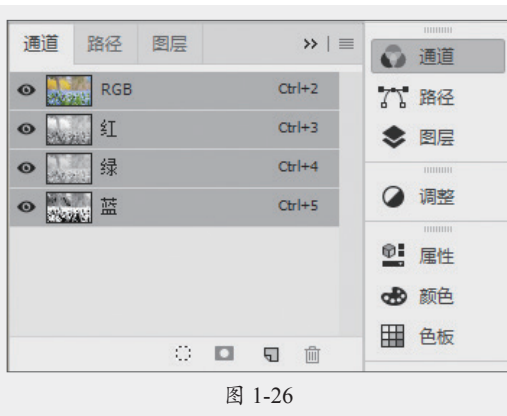 通道 路径 图层
RGB Ctrl+2
红 Ctrl+3
绿 Ctrl+4
蓝 Ctrl+5
通道
路径
图层
调整
属性
颜色
色板
图 1-26